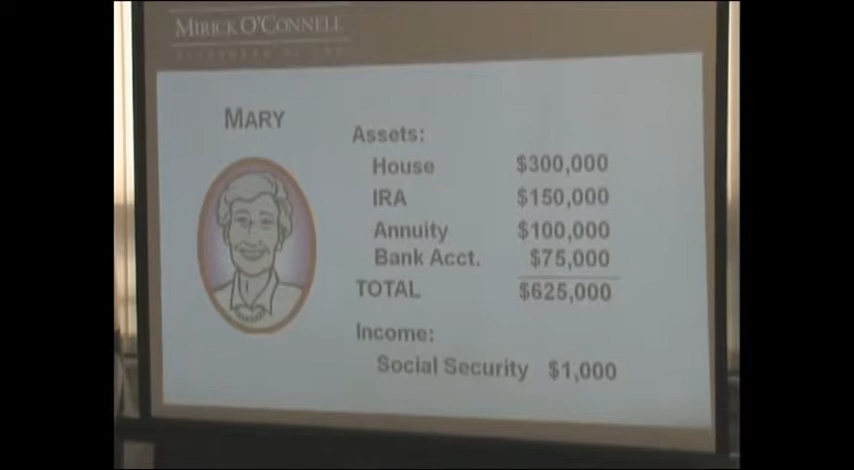 MIRICK O'CONNELL
MARY
Assets:
House $300,000
IRA $150,000
Annuity $100,000
Bank Acct. $75,000
TOTAL $625,000
Income:
Social Security $1,000